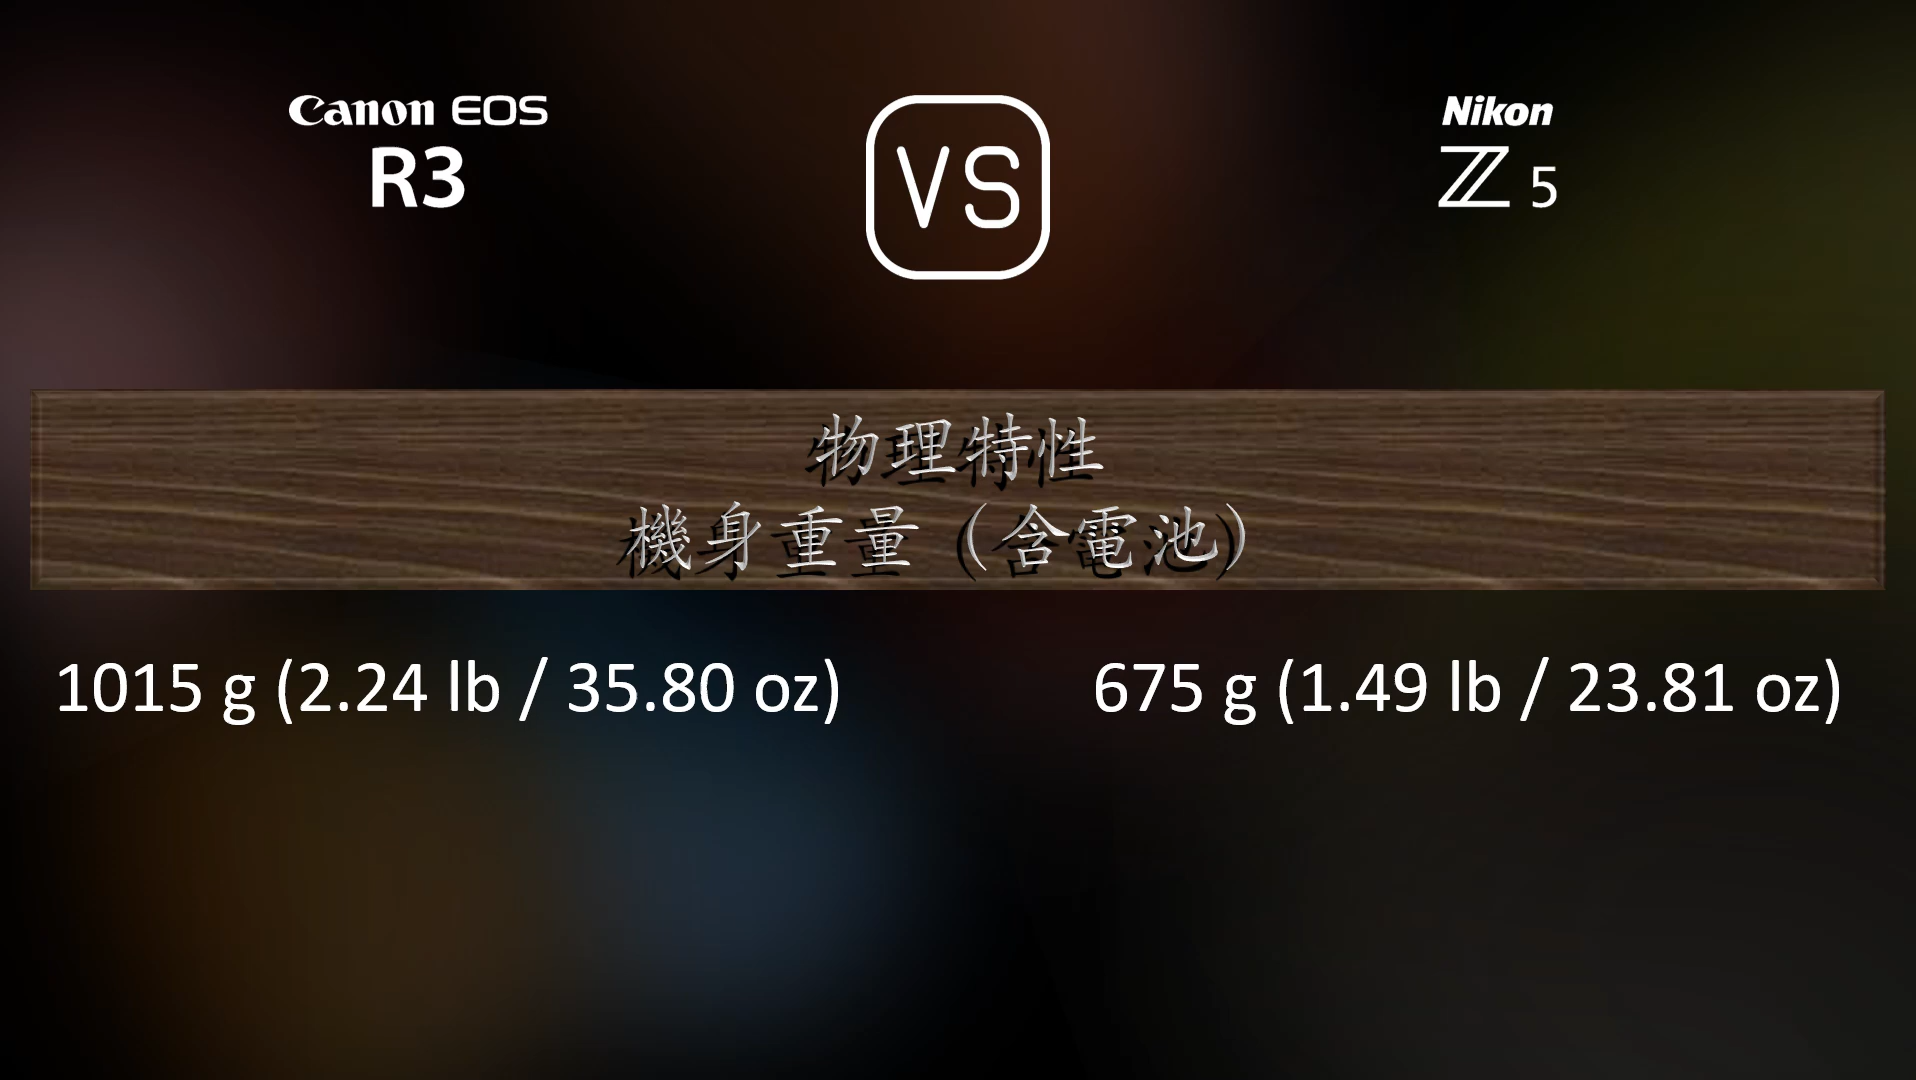 Canon EOS
R3
VS
Nikon
Z 5
物理特性
機身重量 (含電池)
1015 g (2.24 lb / 35.80 oz)
675 g (1.49 lb / 23.81 oz)